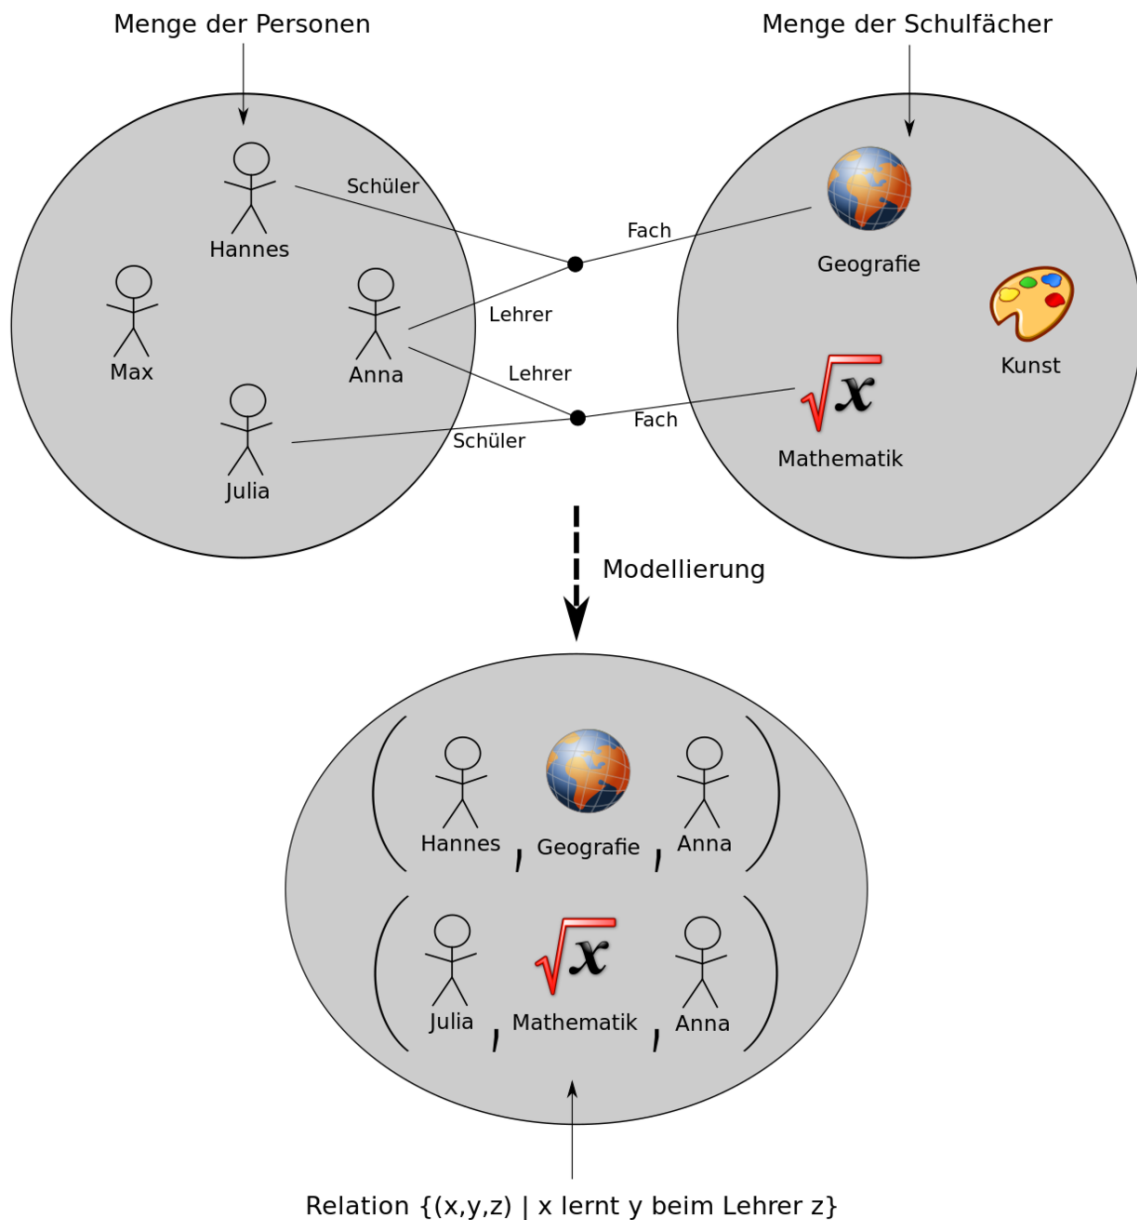 Menge der Personen
Menge der Schulfächer
Schüler
Fach
Hannes
Geografie
Lehrer
Max
Anna
Lehrer
Kunst
x
Fach
Schüler
Mathematik
Julia
Modellierung
( Hannes , Geografie , Anna )
x
( Julia , Mathematik , Anna )
Relation {(x,y,z) | x lernt y beim Lehrer z}